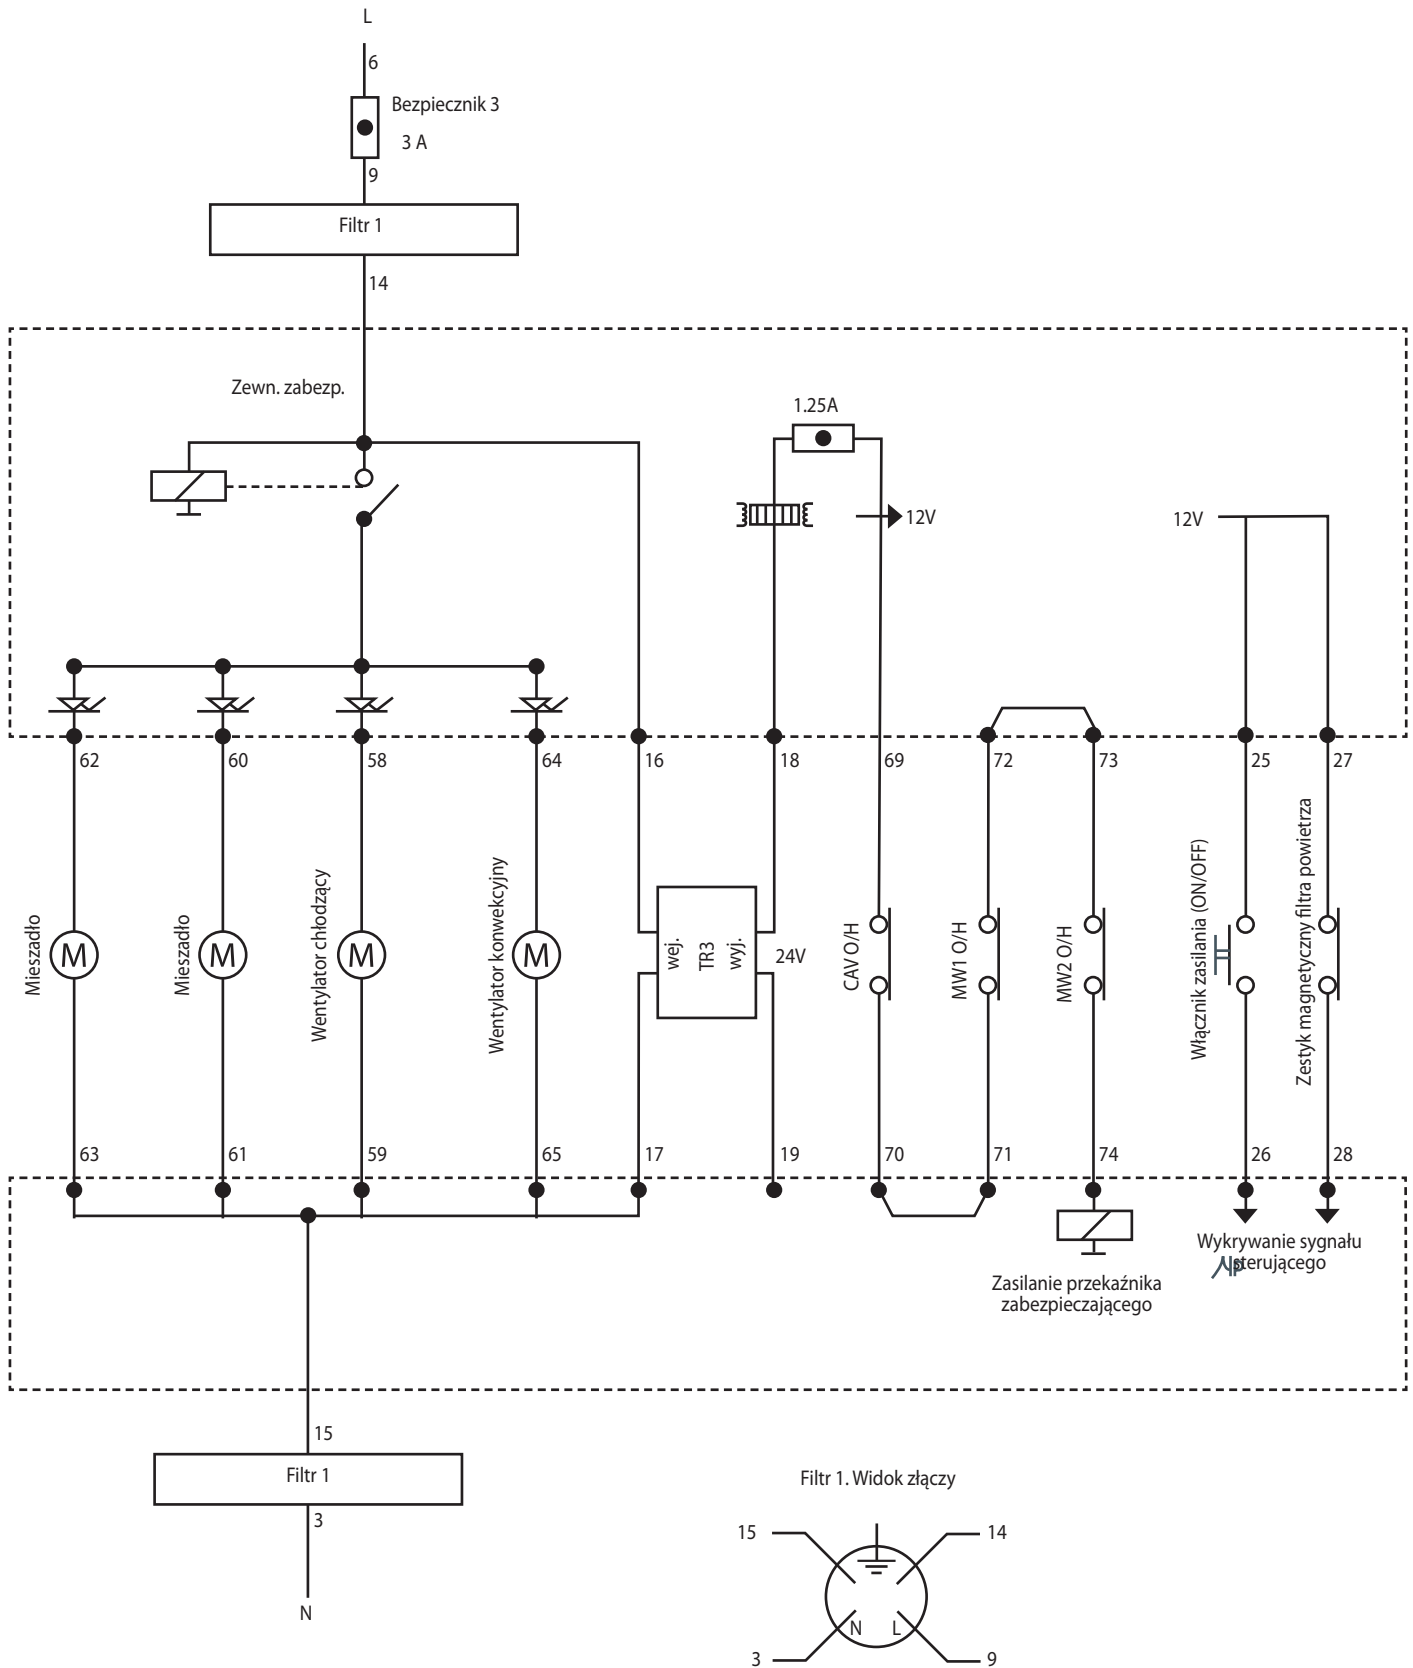 L
6
Bezpiecznik 3
3 A
9
Filtr 1
14
Zewn. zabezp.
1.25A
12V
12V
62
60
58
64
16
18
69
72
73
25
27
Mieszadło
M
Mieszadło
M
Wentylator chłodzący
M
Wentylator konwekcyjny
M
wej.
TR3
wyj.
24V
CAV O/H
MW1 O/H
MW2 O/H
Włącznik zasilania (ON/OFF)
Zestyk magnetyczny filtra powietrza
63
61
59
65
17
19
70
71
74
26
28
Wykrywanie sygnału
sterującego
Zasilanie przekaźnika
zabezpieczającego
15
Filtr 1
3
N
Filtr 1. Widok złączy
15
14
N
L
3
9